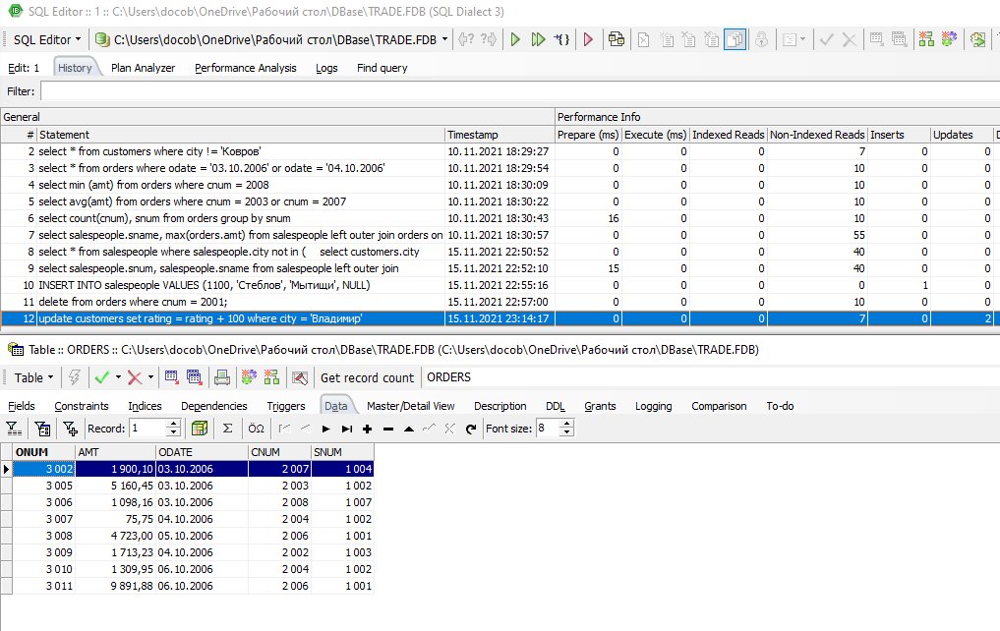 SQL Editor :: 1 :: C:\Users\docob\OneDrive\Рабочий стол\DBase\TRADE.FDB (SQL Dialect 3)
SQL Editor C:\Users\docob\OneDrive\Рабочий стол\DBase\TRADE.FDB
Edit: 1 History Plan Analyzer Performance Analysis Logs Find query
Filter:
General Performance Info
# Statement Timestamp Prepare (ms) Execute (ms) Indexed Reads Non-Indexed Reads Inserts Updates D
2 select * from customers where city != 'Ковров' 10.11.2021 18:29:27 0 0 0 7 0 0
3 select * from orders where odate = '03.10.2006' or odate = '04.10.2006' 10.11.2021 18:29:54 0 0 0 10 0 0
4 select min (amt) from orders where cnum = 2008 10.11.2021 18:30:09 0 0 0 10 0 0
5 select avg(amt) from orders where cnum = 2003 or cnum = 2007 10.11.2021 18:30:22 0 0 0 10 0 0
6 select count(cnum), snum from orders group by snum 10.11.2021 18:30:43 16 0 0 10 0 0
7 select salespeople.sname, max(orders.amt) from salespeople left outer join orders on 10.11.2021 18:30:57 0 0 0 55 0 0
8 select * from salespeople where salespeople.city not in ( select customers.city 15.11.2021 22:50:52 0 0 0 40 0 0
9 select salespeople.snum, salespeople.sname from salespeople left outer join 15.11.2021 22:52:10 15 0 0 40 0 0
10 INSERT INTO salespeople VALUES (1100, 'Стеблов', 'Мытищи', NULL) 15.11.2021 22:55:16 0 0 0 0 1 0
11 delete from orders where cnum = 2001; 15.11.2021 22:57:00 0 0 0 10 0 0
12 update customers set rating = rating + 100 where city = 'Владимир' 15.11.2021 23:14:17 0 0 0 7 0 2
Table :: ORDERS :: C:\Users\docob\OneDrive\Рабочий стол\DBase\TRADE.FDB (C:\Users\docob\OneDrive\Рабочий стол\DBase\TRADE.FDB)
Table Get record count ORDERS
Fields Constraints Indices Dependencies Triggers Data Master/Detail View Description DDL Grants Logging Comparison To-do
Record: 1 Σ ÖΩ Font size: 8
ONUM AMT ODATE CNUM SNUM
3 002 1 900,10 03.10.2006 2 007 1 004
3 005 5 160,45 03.10.2006 2 003 1 002
3 006 1 098,16 03.10.2006 2 008 1 007
3 007 75,75 04.10.2006 2 004 1 002
3 008 4 723,00 05.10.2006 2 006 1 001
3 009 1 713,23 04.10.2006 2 002 1 003
3 010 1 309,95 06.10.2006 2 004 1 002
3 011 9 891,88 06.10.2006 2 006 1 001